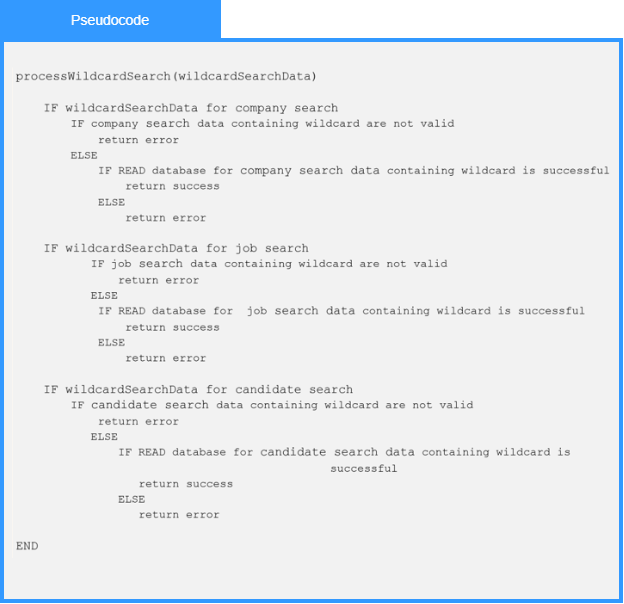 Pseudocode
processWildcardSearch(wildcardSearchData)
IF wildcardSearchData for company search
IF company search data containing wildcard are not valid
return error
ELSE
IF READ database for company search data containing wildcard is successful
return success
ELSE
return error
IF wildcardSearchData for job search
IF job search data containing wildcard are not valid
return error
ELSE
IF READ database for job search data containing wildcard is successful
return success
ELSE
return error
IF wildcardSearchData for candidate search
IF candidate search data containing wildcard are not valid
return error
ELSE
IF READ database for candidate search data containing wildcard is
successful
return success
ELSE
return error
END